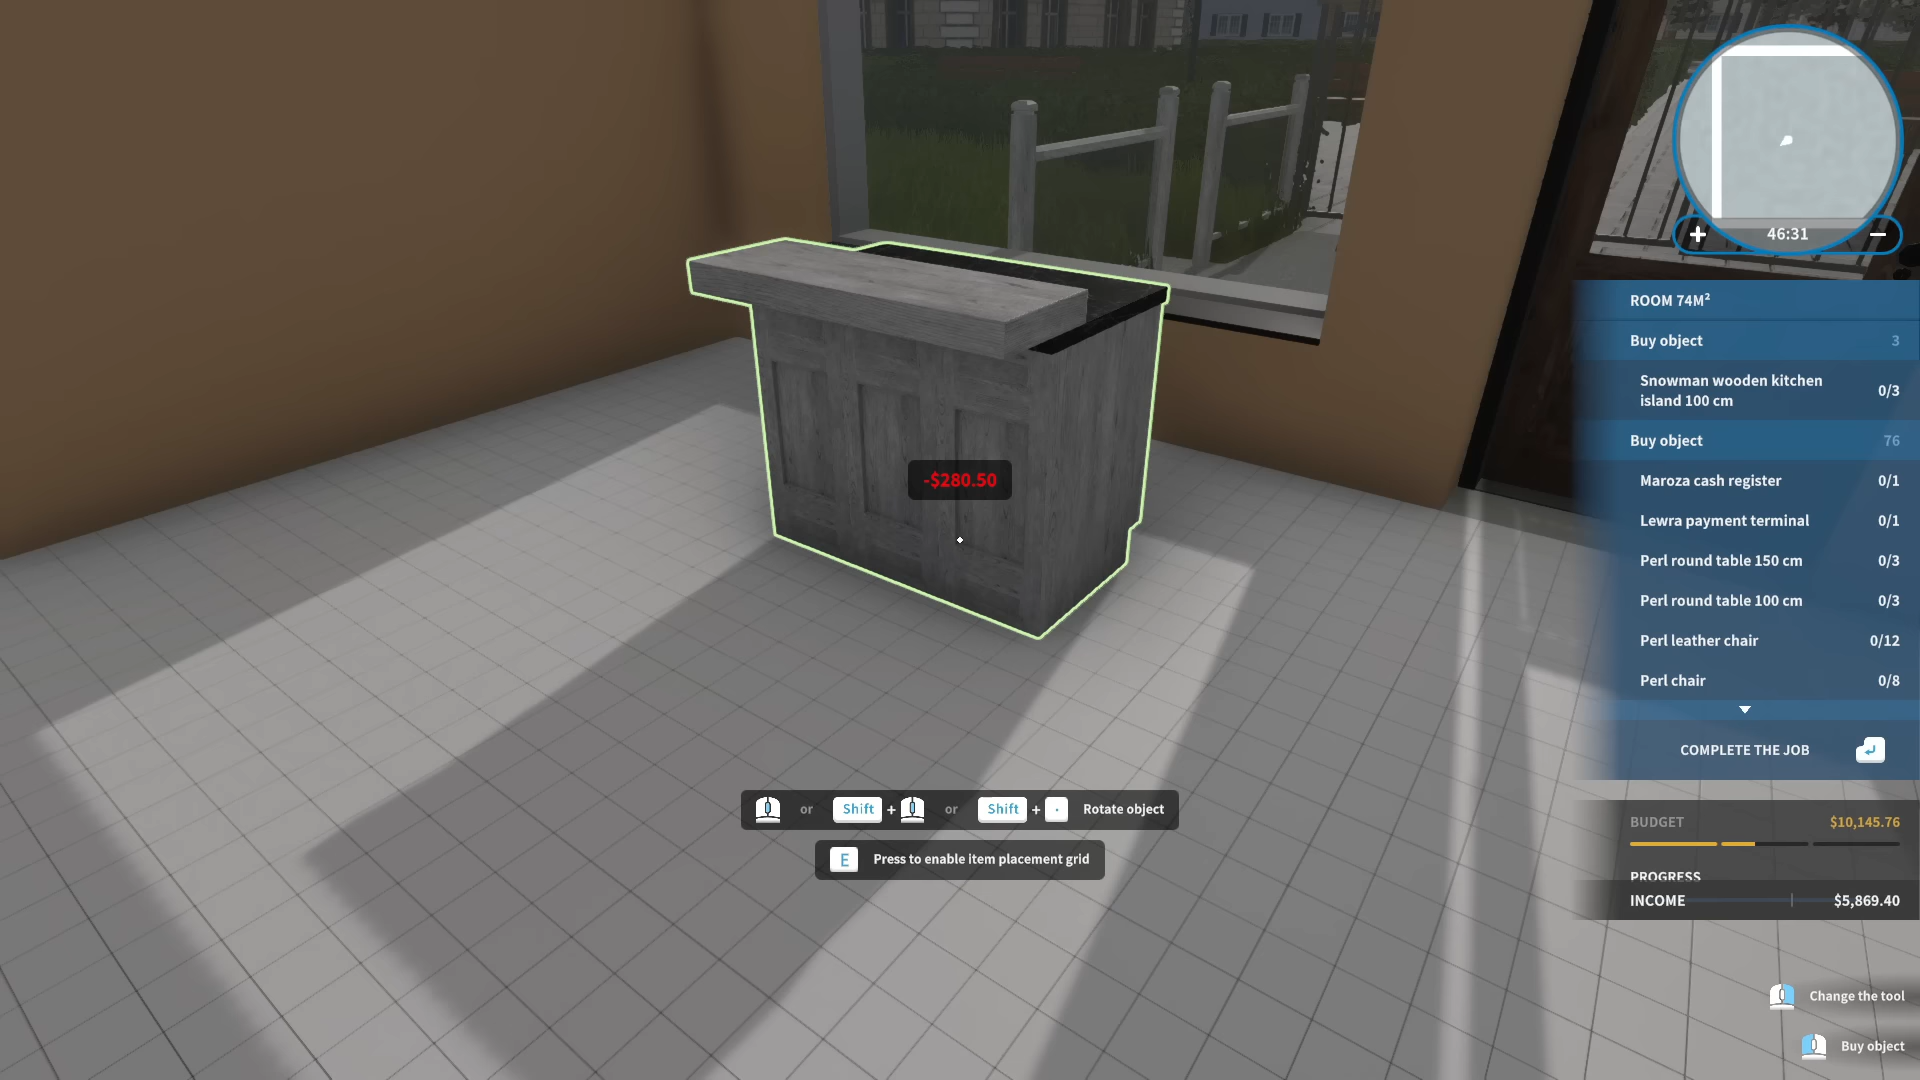 46:31
ROOM 74M²
Buy object 3
Snowman wooden kitchen
island 100 cm 0/3
Buy object 76
Maroza cash register 0/1
Lewra payment terminal 0/1
Perl round table 150 cm 0/3
Perl round table 100 cm 0/3
Perl leather chair 0/12
Perl chair 0/8
COMPLETE THE JOB
-$280.50
or Shift + or Shift + . Rotate object
E Press to enable item placement grid
BUDGET $10,145.76
PROGRESS
INCOME $5,869.40
Change the tool
Buy object